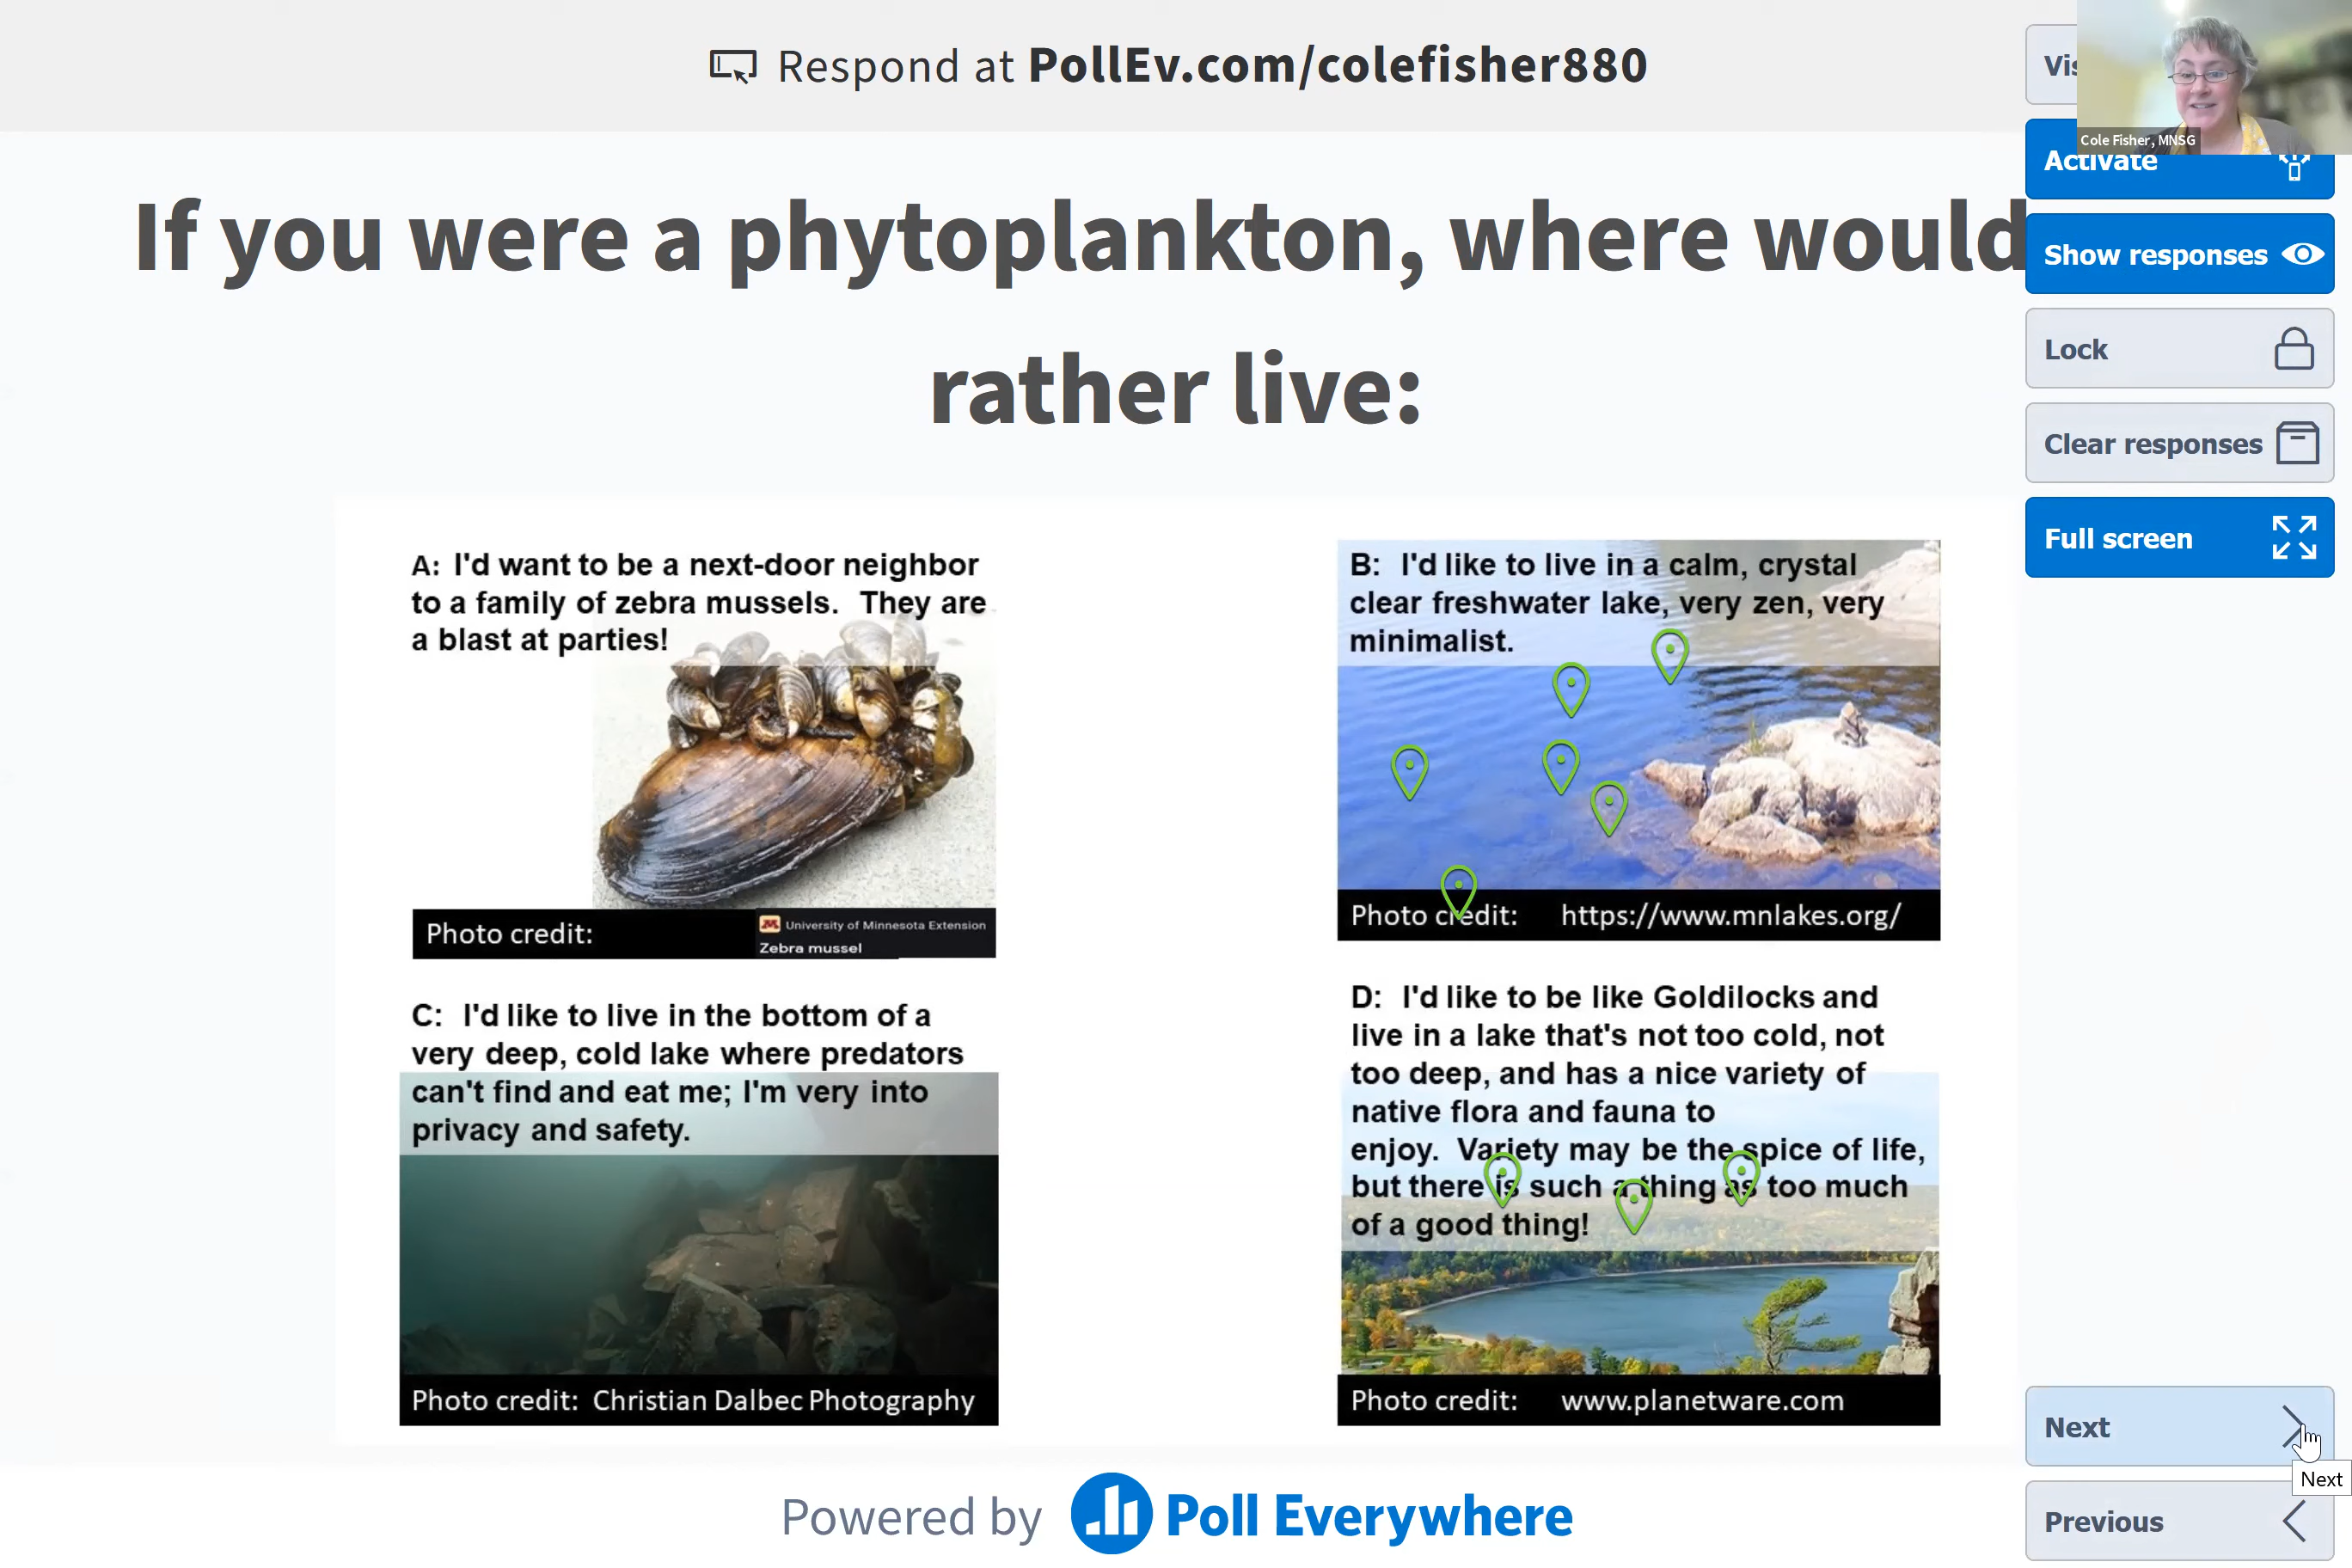 Respond at PollEv.com/colefisher880
Vis
Cole Fisher, MNSG
Activate
If you were a phytoplankton, where would
rather live:
Show responses
Lock
Clear responses
Full screen
A: I'd want to be a next-door neighbor
to a family of zebra mussels. They are
a blast at parties!
Photo credit:
University of Minnesota Extension
Zebra mussel
B: I'd like to live in a calm, crystal
clear freshwater lake, very zen, very
minimalist.
Photo credit: https://www.mnlakes.org/
C: I'd like to live in the bottom of a
very deep, cold lake where predators
can't find and eat me; I'm very into
privacy and safety.
Photo credit: Christian Dalbec Photography
D: I'd like to be like Goldilocks and
live in a lake that's not too cold, not
too deep, and has a nice variety of
native flora and fauna to
enjoy. Variety may be the spice of life,
but there is such a thing as too much
of a good thing!
Photo credit: www.planetware.com
Next
Next
Previous
Powered by Poll Everywhere